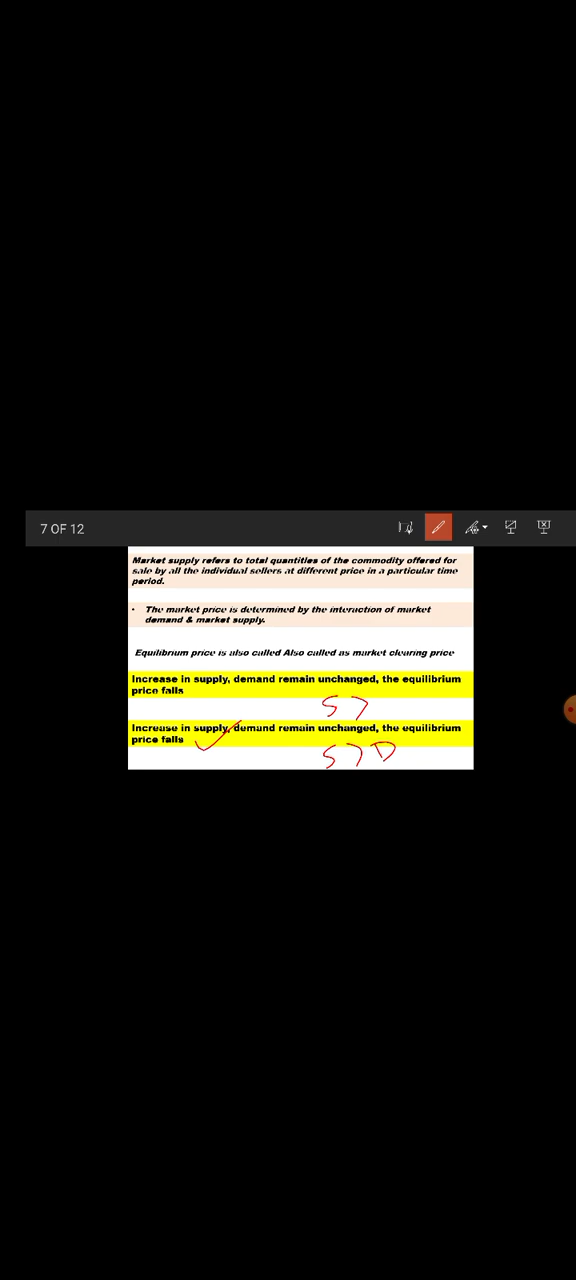 7 OF 12
Market supply refers to total quantities of the commodity offered for
sale by all the individual sellers at different price in a particular time
period.
• The market price is determined by the interaction of market
demand & market supply.
Equilibrium price is also called Also called as market clearing price
Increase in supply, demand remain unchanged, the equilibrium
price falls
S >
Increase in supply, demand remain unchanged, the equilibrium
price falls
S > D